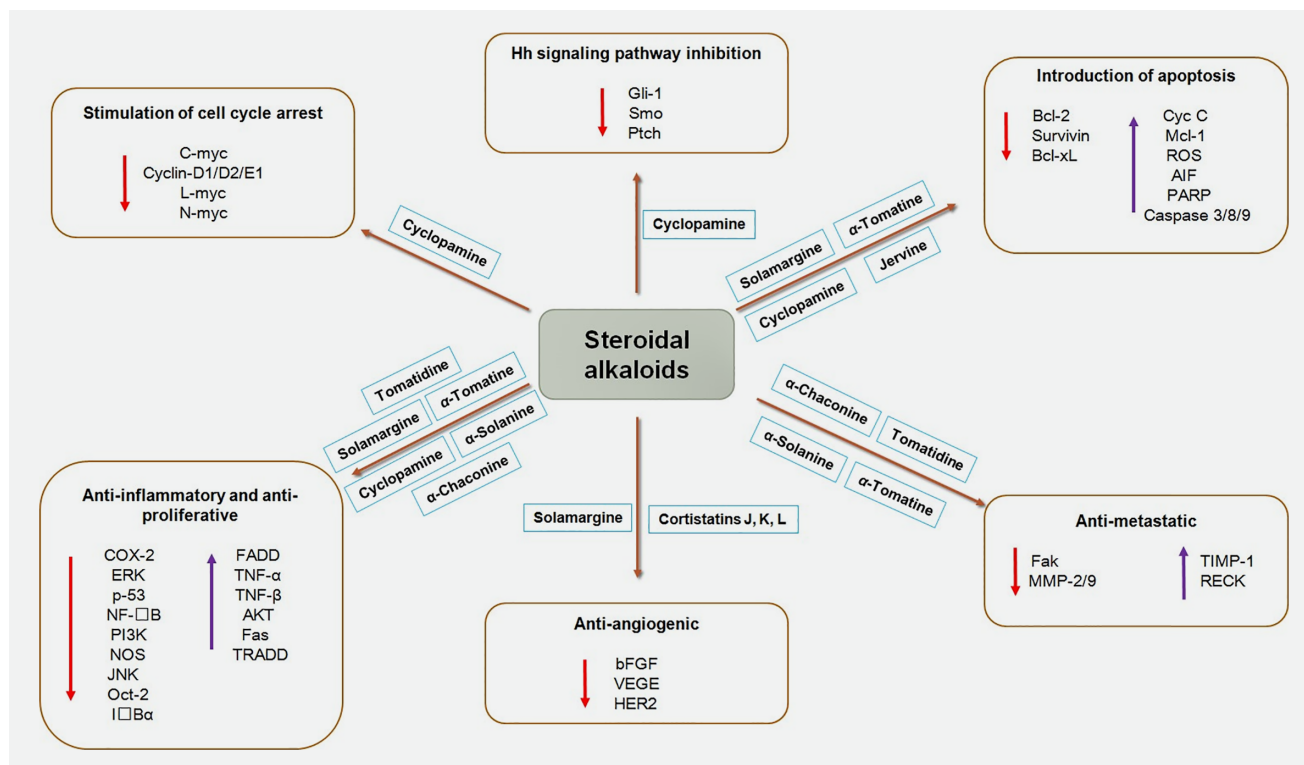 Hh signaling pathway inhibition
Gli-1
Smo
Ptch
Stimulation of cell cycle arrest
C-myc
Cyclin-D1/D2/E1
L-myc
N-myc
Introduction of apoptosis
Bcl-2
Survivin
Bcl-xL
Cyc C
Mcl-1
ROS
AIF
PARP
Caspase 3/8/9
Cyclopamine
Cyclopamine
Solamargine
α-Tomatine
Cyclopamine
Jervine
Steroidal
alkaloids
Tomatidine
Solamargine
α-Tomatine
Cyclopamine
α-Solanine
α-Chaconine
α-Chaconine
Tomatidine
α-Solanine
α-Tomatine
Solamargine
Cortistatins J, K, L
Anti-inflammatory and anti-
proliferative
COX-2
ERK
p-53
NF-□B
PI3K
NOS
JNK
Oct-2
I□Bα
FADD
TNF-α
TNF-β
AKT
Fas
TRADD
Anti-angiogenic
bFGF
VEGE
HER2
Anti-metastatic
Fak
MMP-2/9
TIMP-1
RECK